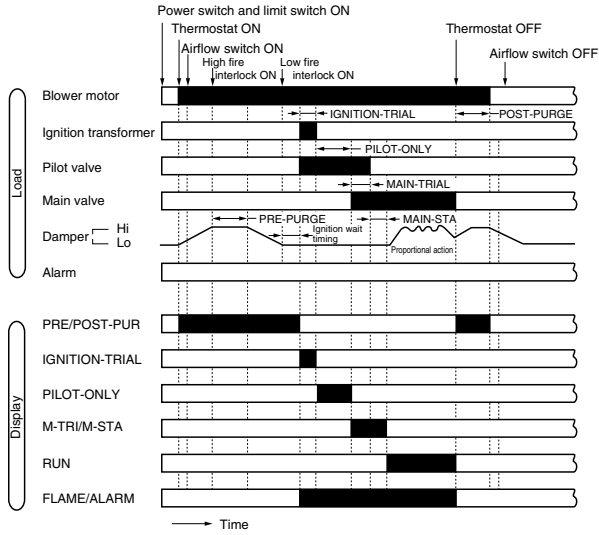 Power switch and limit switch ON
Thermostat ON
Thermostat OFF
Airflow switch ON
Airflow switch OFF
High fire
interlock ON
Low fire
interlock ON
Load
Blower motor
IGNITION-TRIAL
POST-PURGE
Ignition transformer
PILOT-ONLY
Pilot valve
MAIN-TRIAL
Main valve
PRE-PURGE
MAIN-STA
Damper
Hi
Lo
Ignition wait
timing
Proportional action
Alarm
Display
PRE/POST-PUR
IGNITION-TRIAL
PILOT-ONLY
M-TRI/M-STA
RUN
FLAME/ALARM
Time